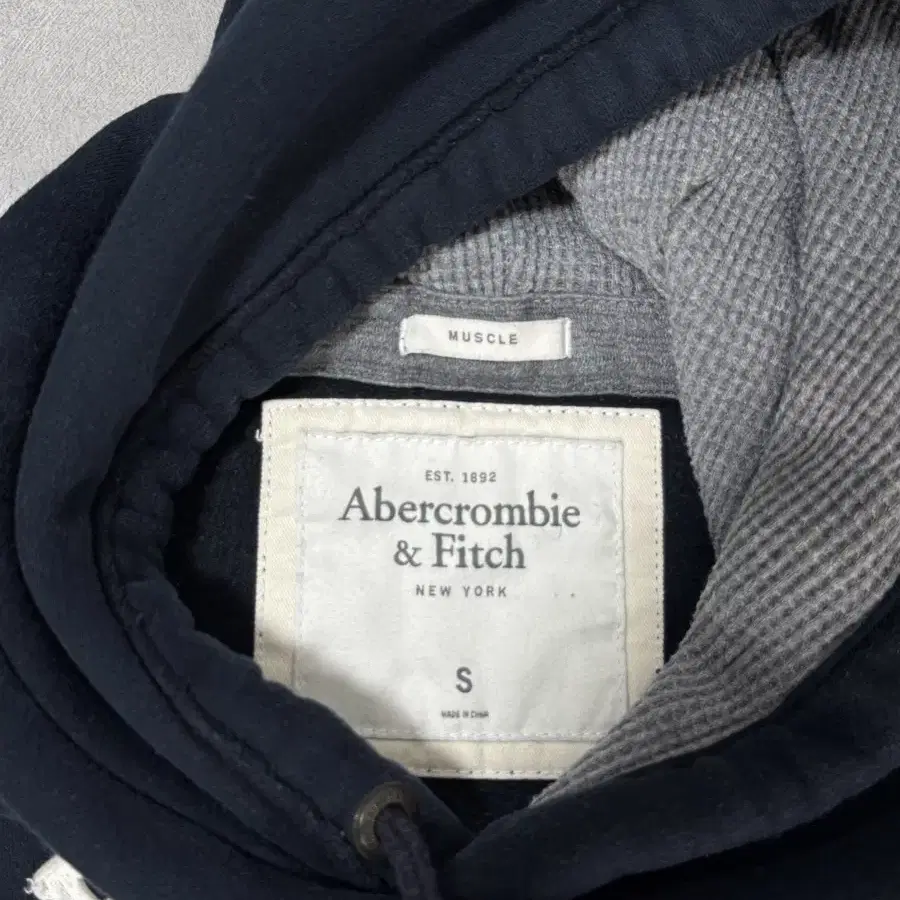 MUSCLE
EST. 1892
Abercrombie
& Fitch
NEW YORK
S
MADE IN CHINA